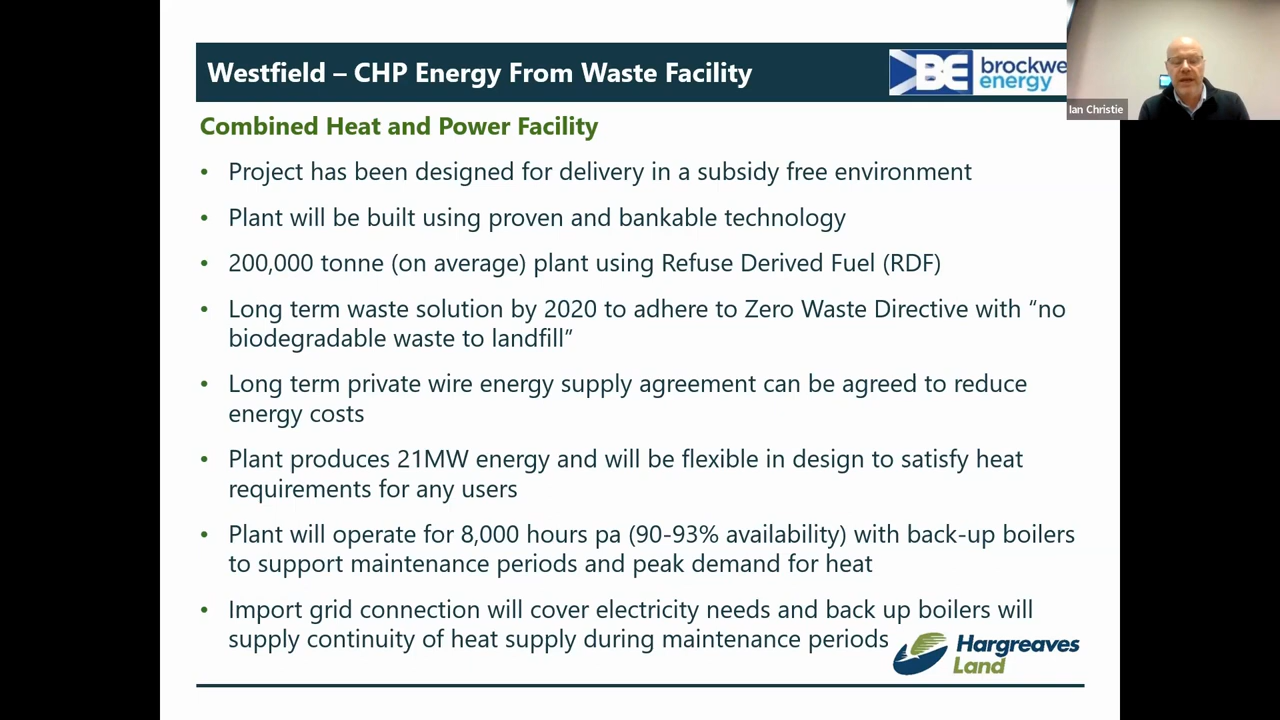 Westfield – CHP Energy From Waste Facility
BE brockwe
energy
Ian Christie
Combined Heat and Power Facility
• Project has been designed for delivery in a subsidy free environment
• Plant will be built using proven and bankable technology
• 200,000 tonne (on average) plant using Refuse Derived Fuel (RDF)
• Long term waste solution by 2020 to adhere to Zero Waste Directive with “no
biodegradable waste to landfill”
• Long term private wire energy supply agreement can be agreed to reduce
energy costs
• Plant produces 21MW energy and will be flexible in design to satisfy heat
requirements for any users
• Plant will operate for 8,000 hours pa (90-93% availability) with back-up boilers
to support maintenance periods and peak demand for heat
• Import grid connection will cover electricity needs and back up boilers will
supply continuity of heat supply during maintenance periods
Hargreaves
Land